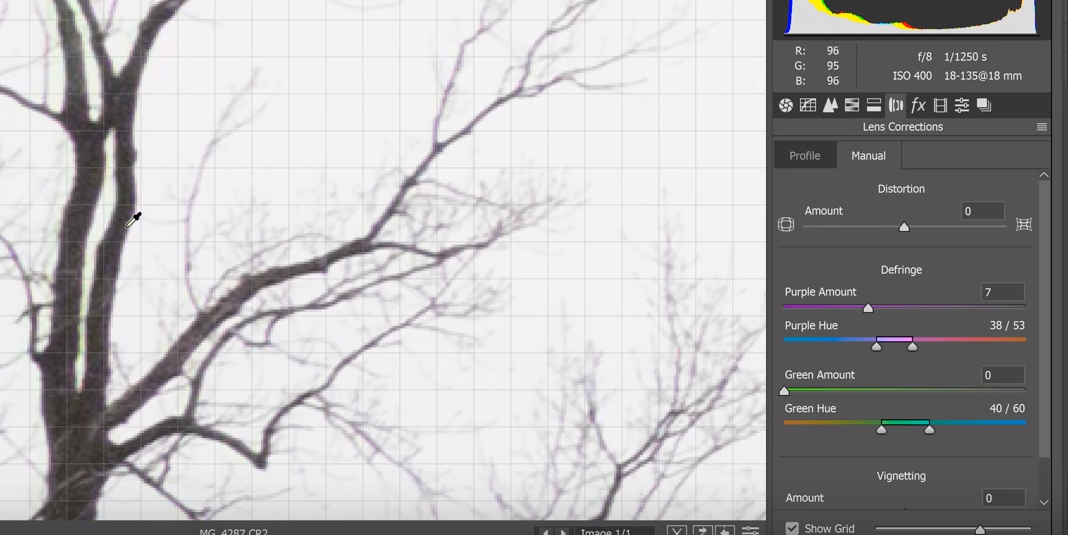 R: 96
G: 95
B: 96
f/8 1/1250 s
ISO 400 18-135@18 mm
fx
Lens Corrections
Profile Manual
Distortion
Amount 0
Defringe
Purple Amount 7
Purple Hue 38 / 53
Green Amount 0
Green Hue 40 / 60
Vignetting
Amount 0
MG_4287.CR2 Image 1/1 Y
Show Grid